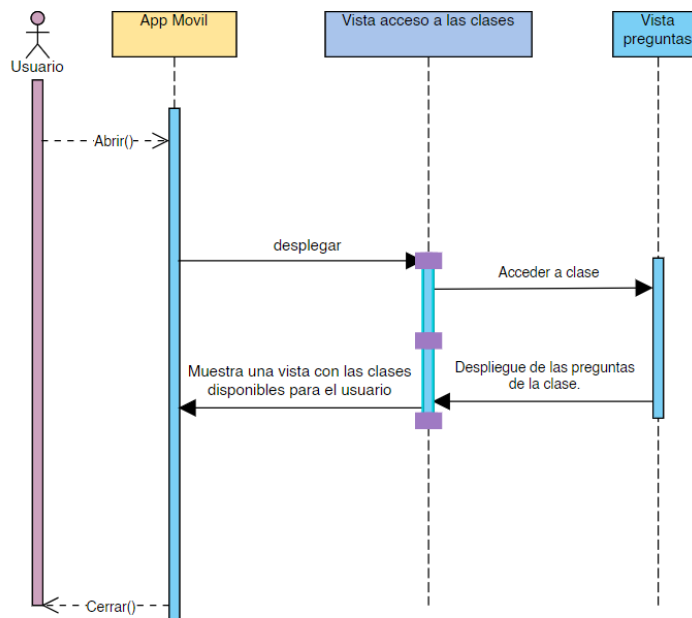 App Movil
Vista acceso a las clases
Vista
preguntas
Usuario
Abrir()
desplegar
Acceder a clase
Muestra una vista con las clases
disponibles para el usuario
Despliegue de las preguntas
de la clase.
Cerrar()